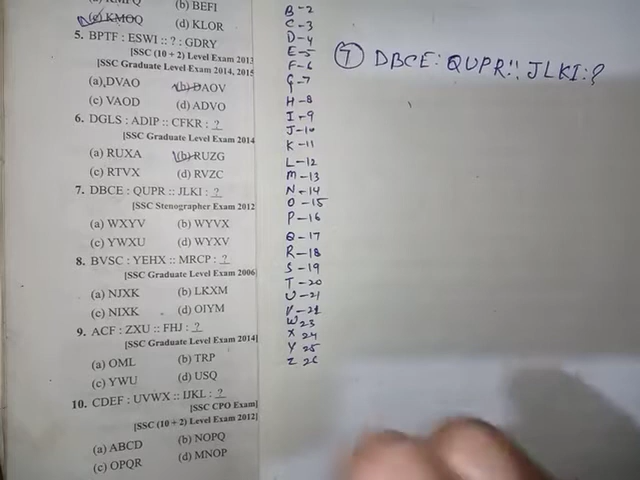 (b) BEFI
(c) KMOQ (d) KLOR
5. BPTF : ESWI :: ? : GDRY
[SSC (10 + 2) Level Exam 2013
SSC Graduate Level Exam 2014, 2015
(a) DVAO (b) DAOV
(c) VAOD (d) ADVO
6. DGLS : ADIP :: CFKR : ?
[SSC Graduate Level Exam 2014
(a) RUXA (b) RUZG
(c) RTVX (d) RVZC
7. DBCE : QUPR :: JLKI : ?
[SSC Stenographer Exam 2012
(a) WXYV (b) WYVX
(c) YWXU (d) WYXV
8. BVSC : YEHX :: MRCP : ?
[SSC Graduate Level Exam 2006]
(a) NJXK (b) LKXM
(c) NIXK (d) OIYM
9. ACF : ZXU :: FHJ : ?
[SSC Graduate Level Exam 2014]
(a) OML (b) TRP
(c) YWU (d) USQ
10. CDEF : UVWX :: IJKL : ?
[SSC CPO Exam]
[SSC (10 + 2) Level Exam 2012]
(a) ABCD (b) NOPQ
(c) OPQR (d) MNOP
B-2
C-3
D-4
E-5
F-6
G-7
H-8
I-9
J-10
K-11
L-12
M-13
N-14
O-15
P-16
Q-17
R-18
S-19
T-20
U-21
V-21
W 23
X 24
Y 25
Z 26
7 DBCE : QUPR :: JLKI : ?